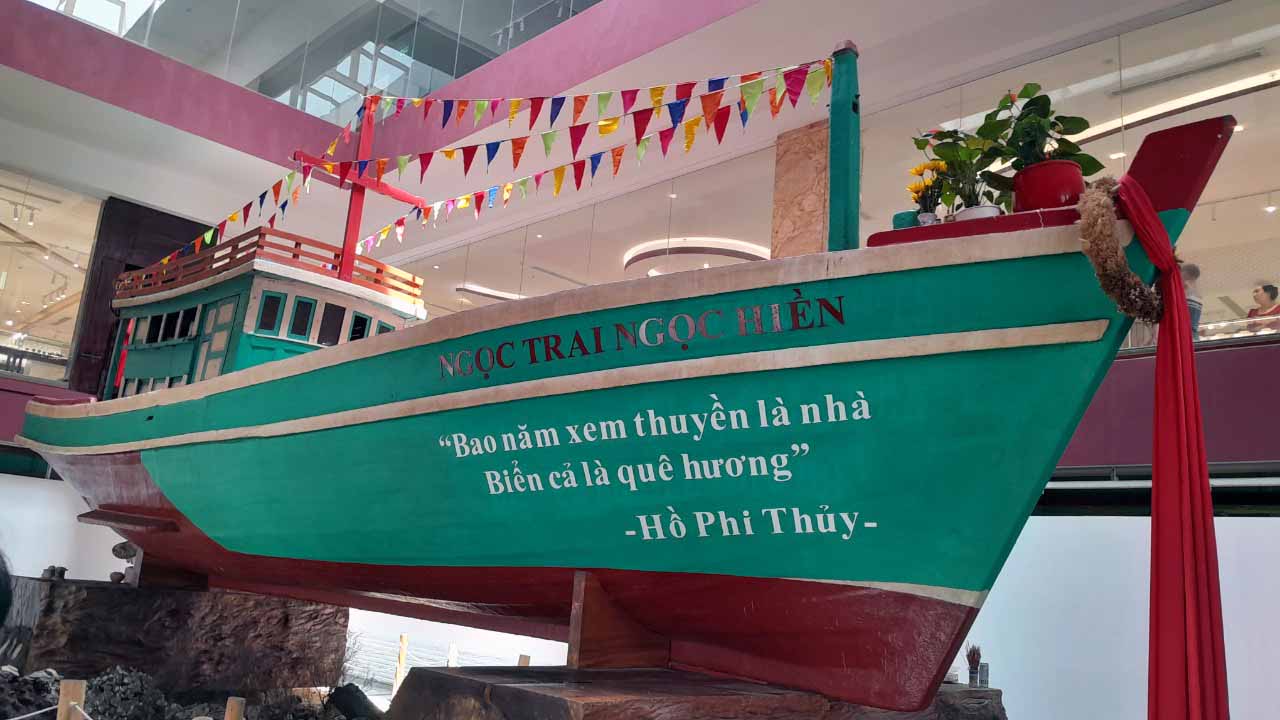 NGỌC TRAI NGỌC HIỀN
“Bao năm xem thuyền là nhà
Biển cả là quê hương”
-Hồ Phi Thủy-